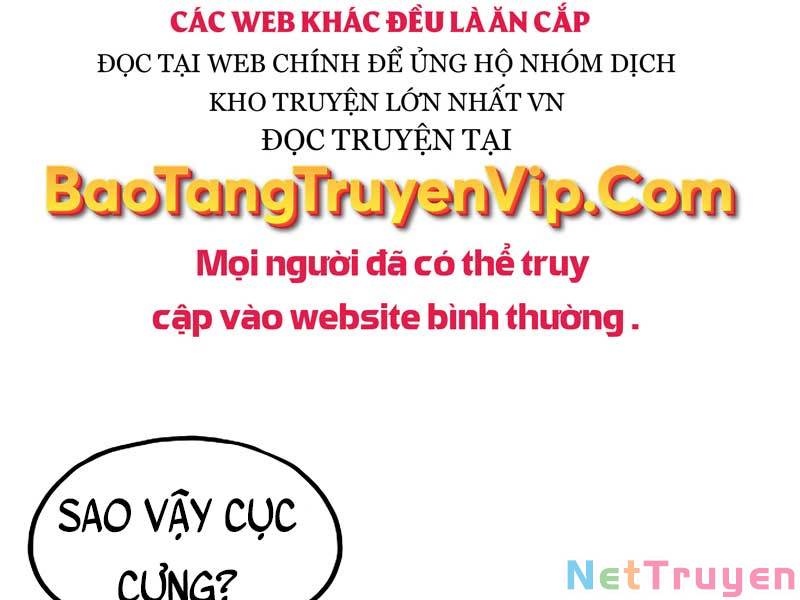 CÁC WEB KHÁC ĐỀU LÀ ĂN CẮP
ĐỌC TẠI WEB CHÍNH ĐỂ ỦNG HỘ NHÓM DỊCH
KHO TRUYỆN LỚN NHẤT VN
ĐỌC TRUYỆN TẠI
BaoTangTruyenVip.Com
Mọi người đã có thể truy
cập vào website bình thường .
SAO VẬY CỤC
CƯNG?
NetTruyen